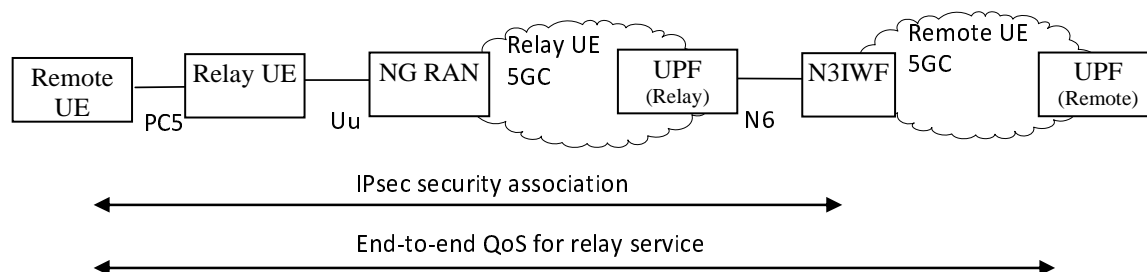 Remote
UE
PC5
Relay UE
Uu
NG RAN
Relay UE
5GC
UPF
(Relay)
N6
N3IWF
Remote UE
5GC
UPF
(Remote)
IPsec security association
End-to-end QoS for relay service